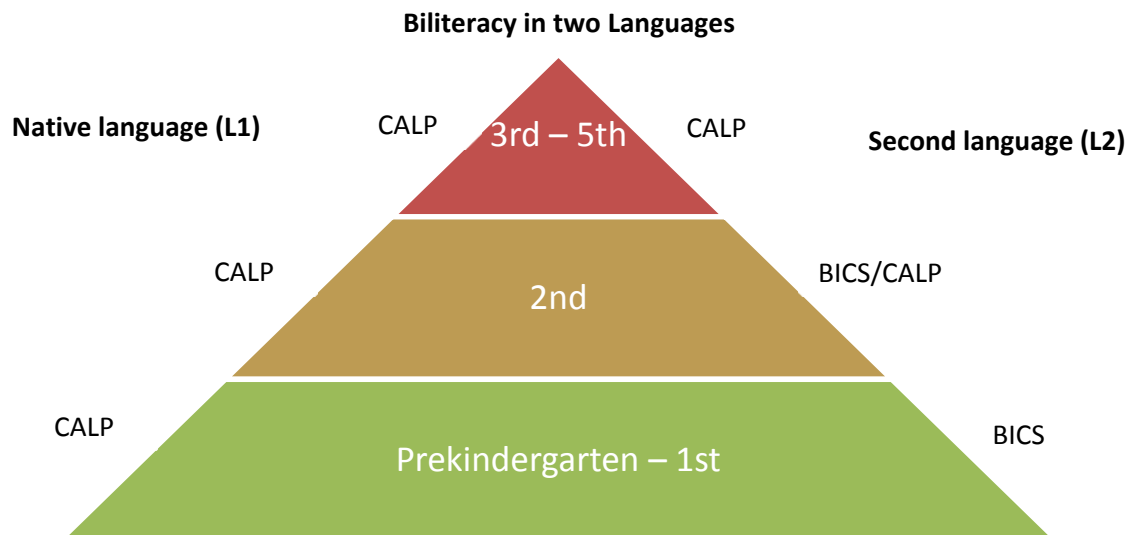 Biliteracy in two Languages
Native language (L1)
CALP
3rd – 5th
CALP
Second language (L2)
CALP
2nd
BICS/CALP
CALP
Prekindergarten – 1st
BICS